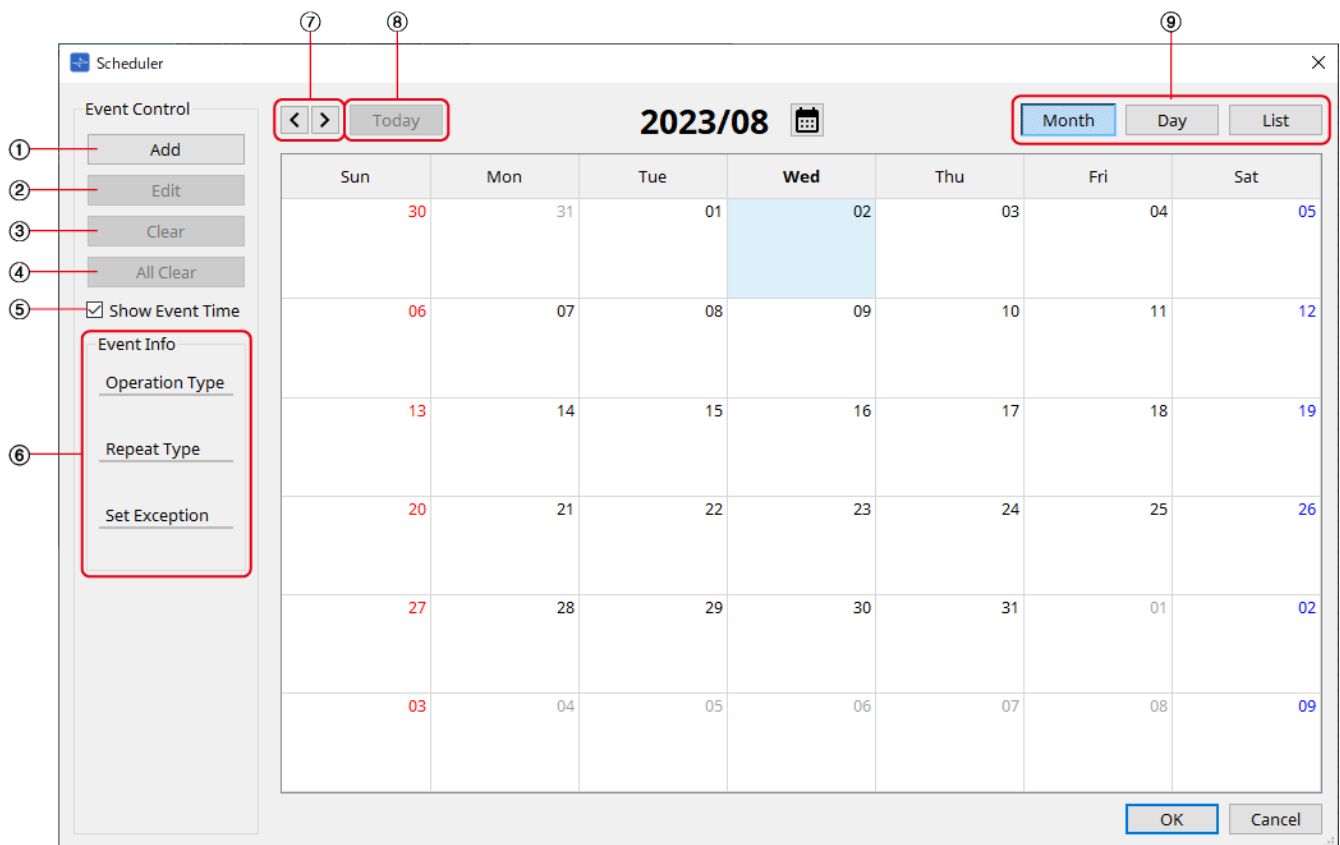 ⑦ ⑧ ⑨
Scheduler
Event Control
Today
2023/08
Month Day List
① Add
② Edit
③ Clear
④ All Clear
⑤ Show Event Time
Event Info
Operation Type
⑥ Repeat Type
Set Exception
Sun Mon Tue Wed Thu Fri Sat
30 31 01 02 03 04 05
06 07 08 09 10 11 12
13 14 15 16 17 18 19
20 21 22 23 24 25 26
27 28 29 30 31 01 02
03 04 05 06 07 08 09
OK Cancel